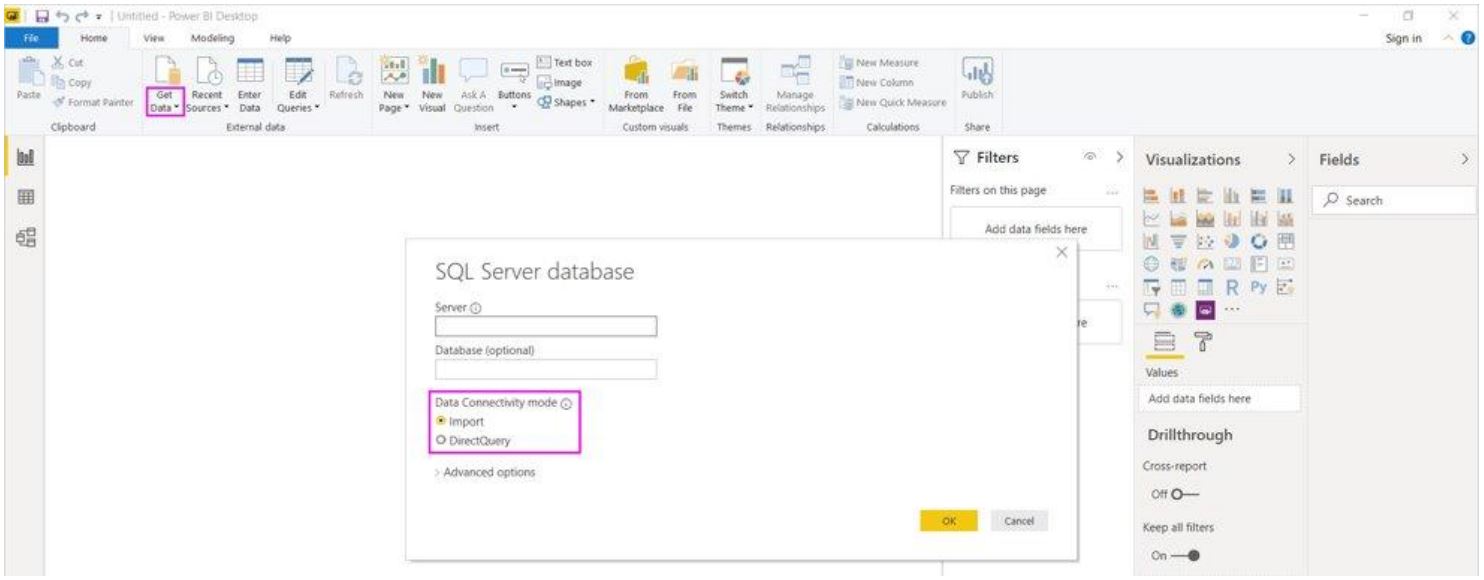 Untitled - Power BI Desktop
File Home View Modeling Help Sign in
Paste
Cut
Copy
Format Painter
Clipboard
Get Data
Recent Sources
Enter Data
Edit Queries
Refresh
External data
New Page
New Visual
Ask A Question
Buttons
Text box
Image
Shapes
Insert
From Marketplace
From File
Custom visuals
Switch Theme
Themes
Manage Relationships
Relationships
New Measure
New Column
New Quick Measure
Calculations
Publish
Share
Filters
Filters on this page
...
Add data fields here
...
re
Visualizations
R Py
...
Values
Add data fields here
Drillthrough
Cross-report
Off
Keep all filters
On
Fields
Search
SQL Server database
Server
Database (optional)
Data Connectivity mode
Import
DirectQuery
Advanced options
OK Cancel